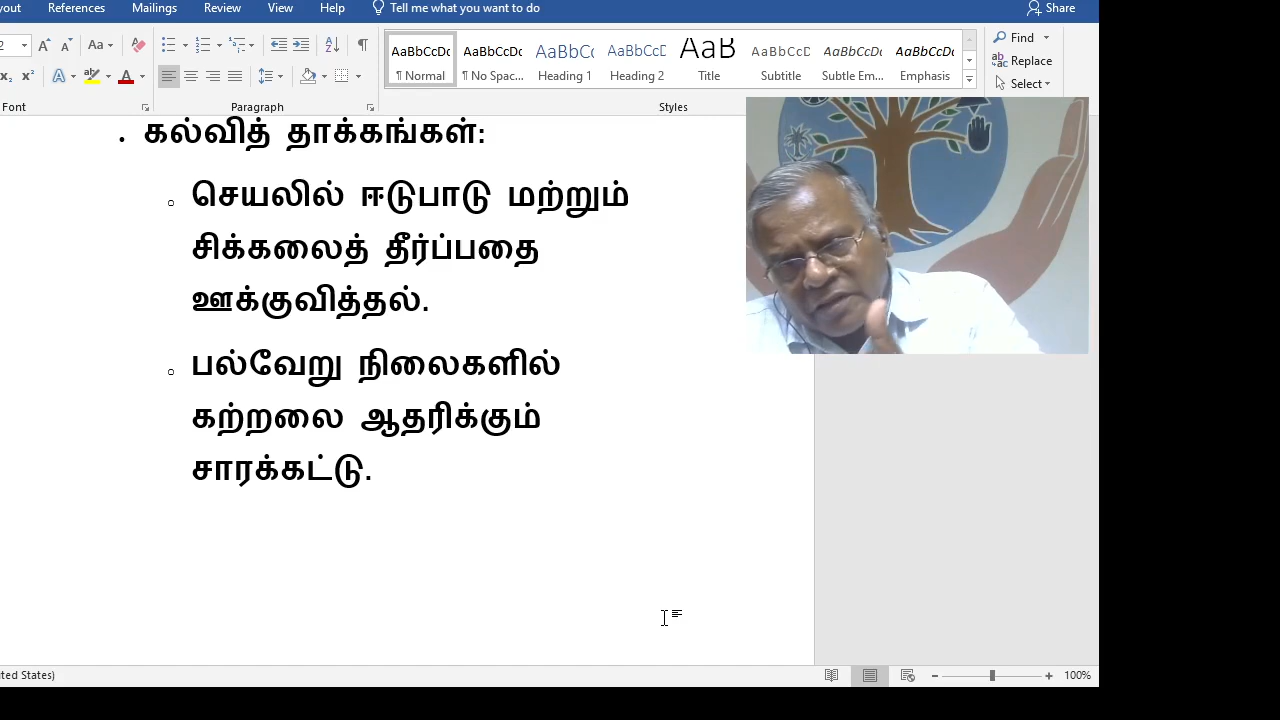 yout References Mailings Review View Help Tell me what you want to do Share
2 Aa AaBbCcDc AaBbCcDc AaBbCc AaBbCcD AaB AaBbCcD AaBbCcDc AaBbCcDc Find
¶ Normal ¶ No Spac... Heading 1 Heading 2 Title Subtitle Subtle Em... Emphasis Replace
Select
Font Paragraph Styles
• கல்வித் தாக்கங்கள்:
செயலில் ஈடுபாடு மற்றும்
சிக்கலைத் தீர்ப்பதை
ஊக்குவித்தல்.
பல்வேறு நிலைகளில்
கற்றலை ஆதரிக்கும்
சாரக்கட்டு.
ited States) 100%